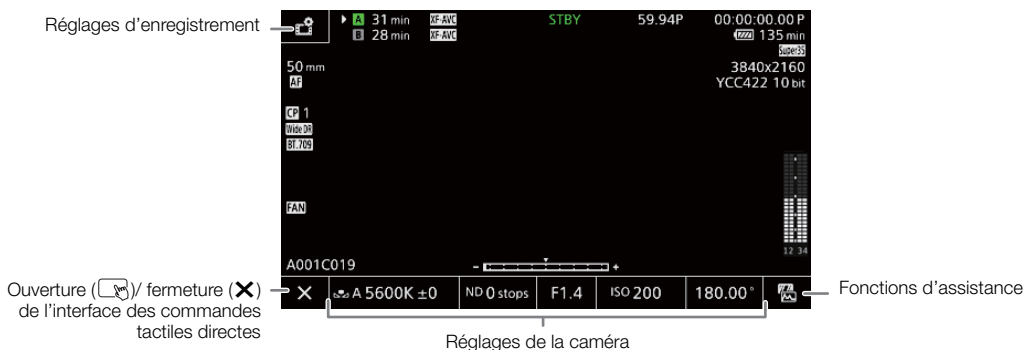 Réglages d'enregistrement
A 31 min XF-AVC STBY 59.94P 00:00:00.00 P
B 28 min XF-AVC 135 min
Super35
50 mm 3840x2160
AF YCC422 10 bit
CP 1
Wide DR
BT.709
FAN
12 34
A001C019 - +
Ouverture ( )/ fermeture (✕)
de l'interface des commandes
tactiles directes
✕ A 5600K ±0 ND 0 stops F1.4 ISO 200 180.00°
Fonctions d'assistance
Réglages de la caméra